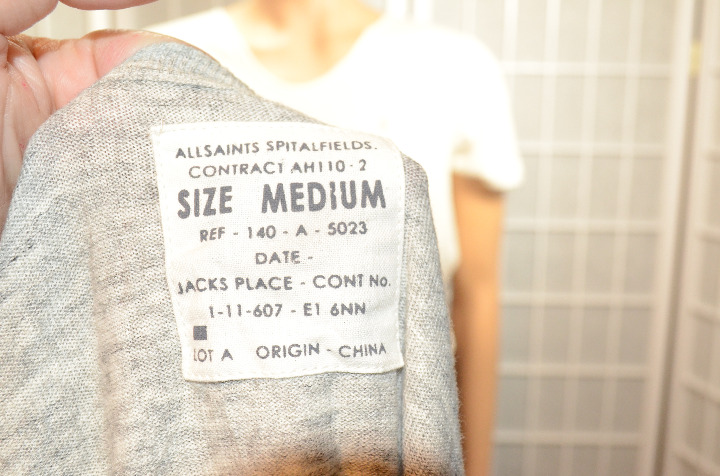 ALLSAINTS SPITALFIELDS.
CONTRACT AH110 - 2
SIZE MEDIUM
REF - 140 - A - 5023
DATE -
JACKS PLACE - CONT No.
1-11-607 - E1 6NN
LOT A ORIGIN - CHINA